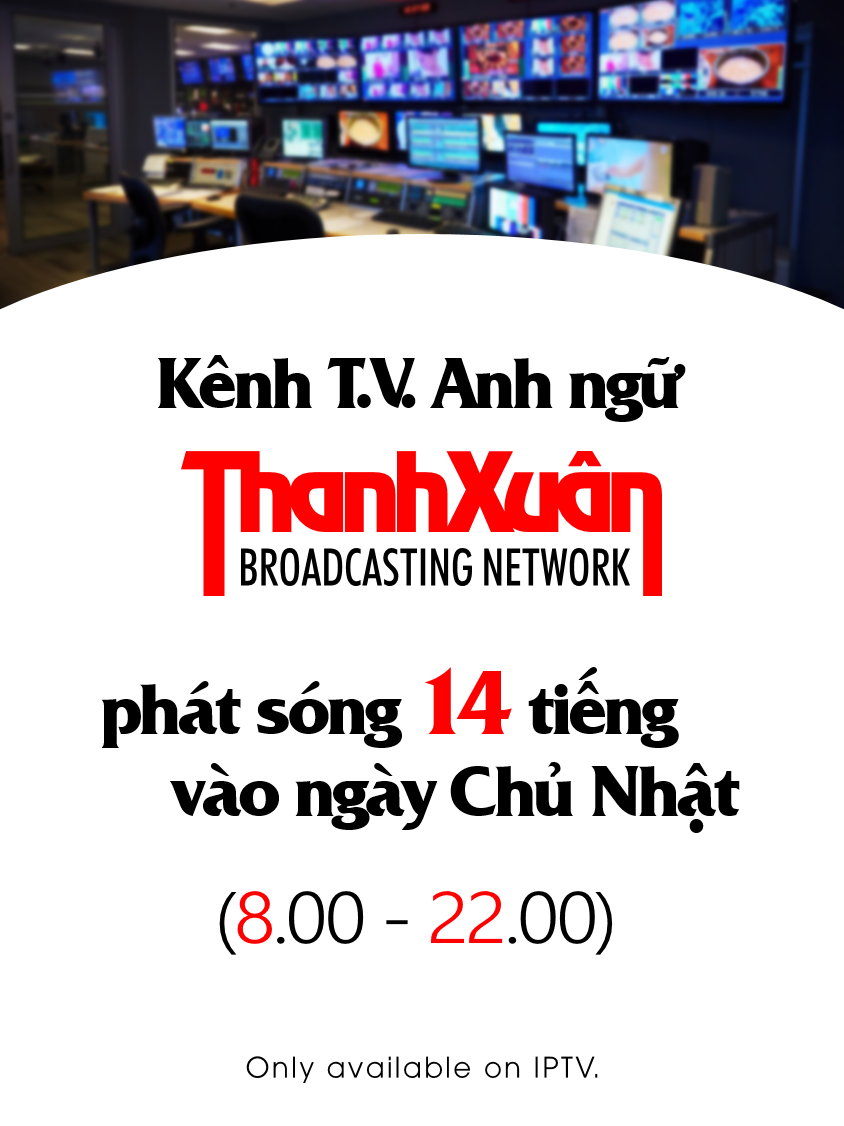 Kênh T.V. Anh ngữ
ThanhXuân
BROADCASTING NETWORK
phát sóng 14 tiếng
vào ngày Chủ Nhật
(8.00 - 22.00)
Only available on IPTV.